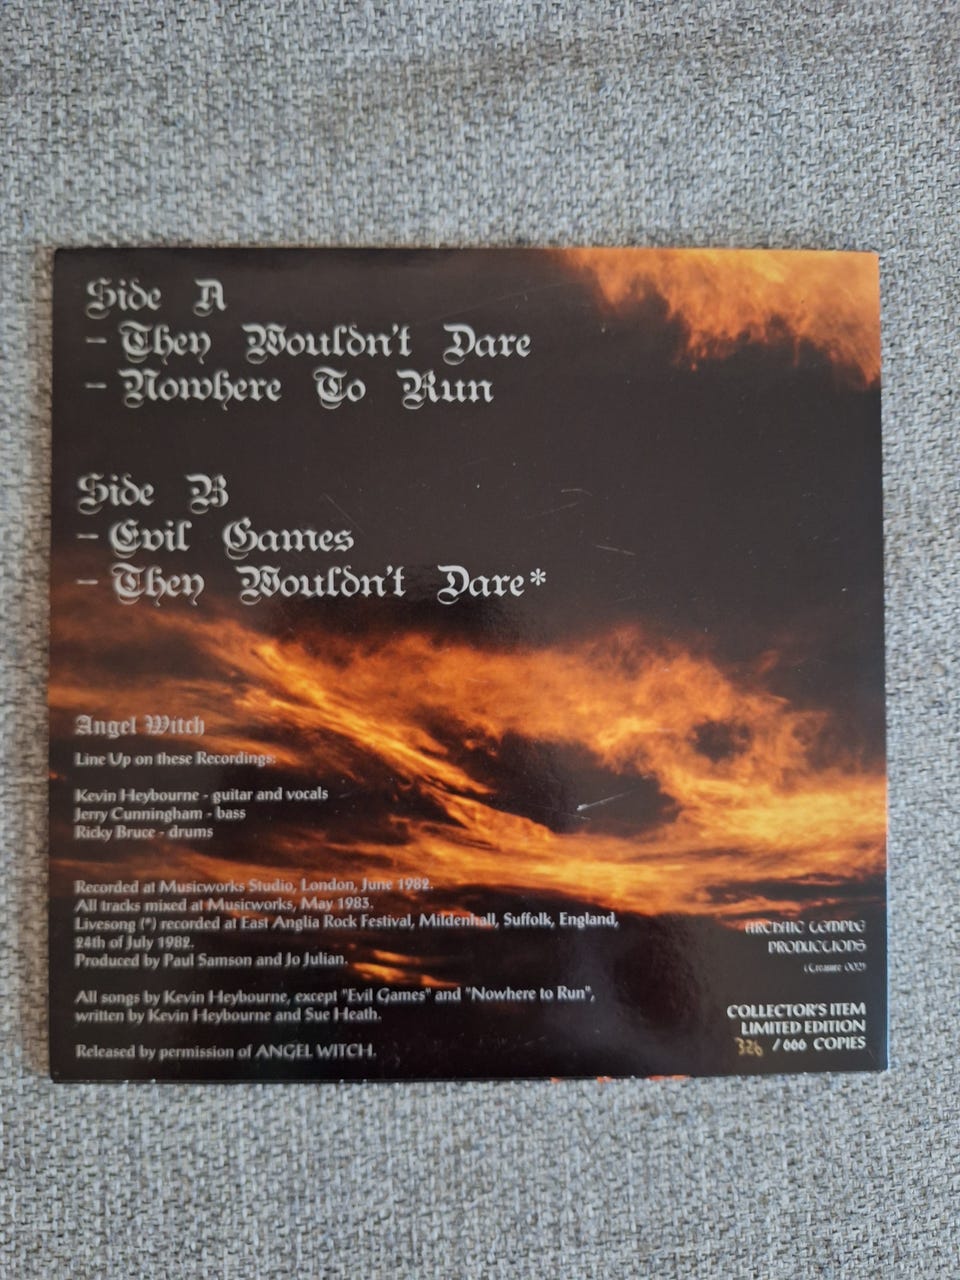 Side A
- They Wouldn't Dare
- Nowhere To Run
Side B
- Evil Games
- They Wouldn't Dare*
Angel Witch
Line Up on these Recordings:
Kevin Heybourne - guitar and vocals
Jerry Cunningham - bass
Ricky Bruce - drums
Recorded at Musicworks Studio, London, June 1982.
All tracks mixed at Musicworks, May 1983.
Livesong (*) recorded at East Anglia Rock Festival, Mildenhall, Suffolk, England,
24th of July 1982.
Produced by Paul Samson and Jo Julian.
All songs by Kevin Heybourne, except "Evil Games" and "Nowhere to Run",
written by Kevin Heybourne and Sue Heath.
Released by permission of ANGEL WITCH.
ARCHAIC TEMPLE
PRODUCTIONS
(Creature 002)
COLLECTOR'S ITEM
LIMITED EDITION
326 / 666 COPIES